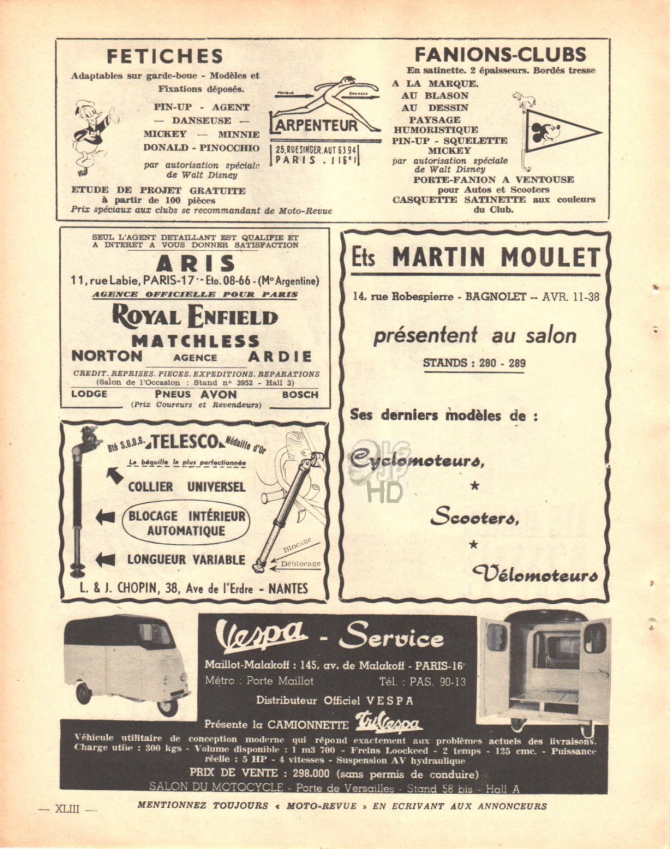 FETICHES
Adaptables sur garde-boue - Modèles et
Fixations déposés.
PIN-UP - AGENT
— DANSEUSE —
MICKEY — MINNIE
DONALD - PINOCCHIO
par autorisation spéciale
de Walt Disney
ETUDE DE PROJET GRATUITE
à partir de 100 pièces
Prix spéciaux aux clubs se recommandant de Moto-Revue
ARPENTEUR
25, RUE SINGER. AUT 63 94
PARIS . (16e)
FANIONS-CLUBS
En satinette. 2 épaisseurs. Bordés tresse
A LA MARQUE,
AU BLASON
AU DESSIN
PAYSAGE
HUMORISTIQUE
PIN-UP - SQUELETTE
MICKEY
par autorisation spéciale
de Walt Disney
PORTE-FANION A VENTOUSE
pour Autos et Scooters
CASQUETTE SATINETTE aux couleurs
du Club.
SEUL L'AGENT DETAILLANT EST QUALIFIE ET
A INTERET A VOUS DONNER SATISFACTION
ARIS
11, rue Labie, PARIS-17e - Eto. 08-66 - (Mo Argentine)
AGENCE OFFICIELLE POUR PARIS
ROYAL ENFIELD
MATCHLESS
NORTON AGENCE ARDIE
CREDIT. REPRISES. PIECES. EXPEDITIONS. REPARATIONS
(Salon de l'Occasion : Stand n° 3952 - Hall 3)
LODGE PNEUS AVON BOSCH
(Prix Coureurs et Revendeurs)
Bté S.G.D.G. TELESCO Médaille d'Or
La béquille la plus perfectionnée
COLLIER UNIVERSEL
BLOCAGE INTÉRIEUR
AUTOMATIQUE
LONGUEUR VARIABLE
Blocage
Déblocage
L. & J. CHOPIN, 38, Ave de l'Erdre - NANTES
Ets MARTIN MOULET
14, rue Robespierre - BAGNOLET -- AVR. 11-38
présentent au salon
STANDS : 280 - 289
Ses derniers modèles de :
Cyclomoteurs,
★
Scooters,
★
Vélomoteurs
HD
Vespa - Service
Maillot-Malakoff : 145. av. de Malakoff - PARIS-16e
Métro : Porte Maillot Tél. : PAS. 90-13
Distributeur Officiel VESPA
Présente la CAMIONNETTE TriVespa
Véhicule utilitaire de conception moderne qui répond exactement aux problèmes actuels des livraisons.
Charge utile : 300 kgs - Volume disponible : 1 m3 700 - Freins Loockeed - 2 temps - 125 cmc. - Puissance
réelle : 5 HP - 4 vitesses - Suspension AV hydraulique
PRIX DE VENTE : 298.000 (sans permis de conduire)
SALON DU MOTOCYCLE - Porte de Versailles - Stand 58 bis - Hall A
— XLIII — MENTIONNEZ TOUJOURS « MOTO-REVUE » EN ECRIVANT AUX ANNONCEURS